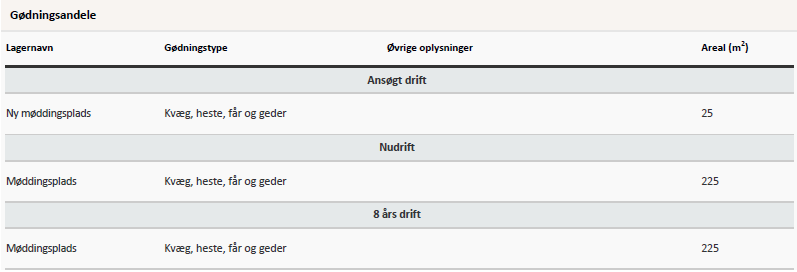 Gødningsandele
Lagernavn Gødningstype Øvrige oplysninger Areal (m²)
Ansøgt drift
Ny møddingsplads Kvæg, heste, får og geder 25
Nudrift
Møddingsplads Kvæg, heste, får og geder 225
8 års drift
Møddingsplads Kvæg, heste, får og geder 225